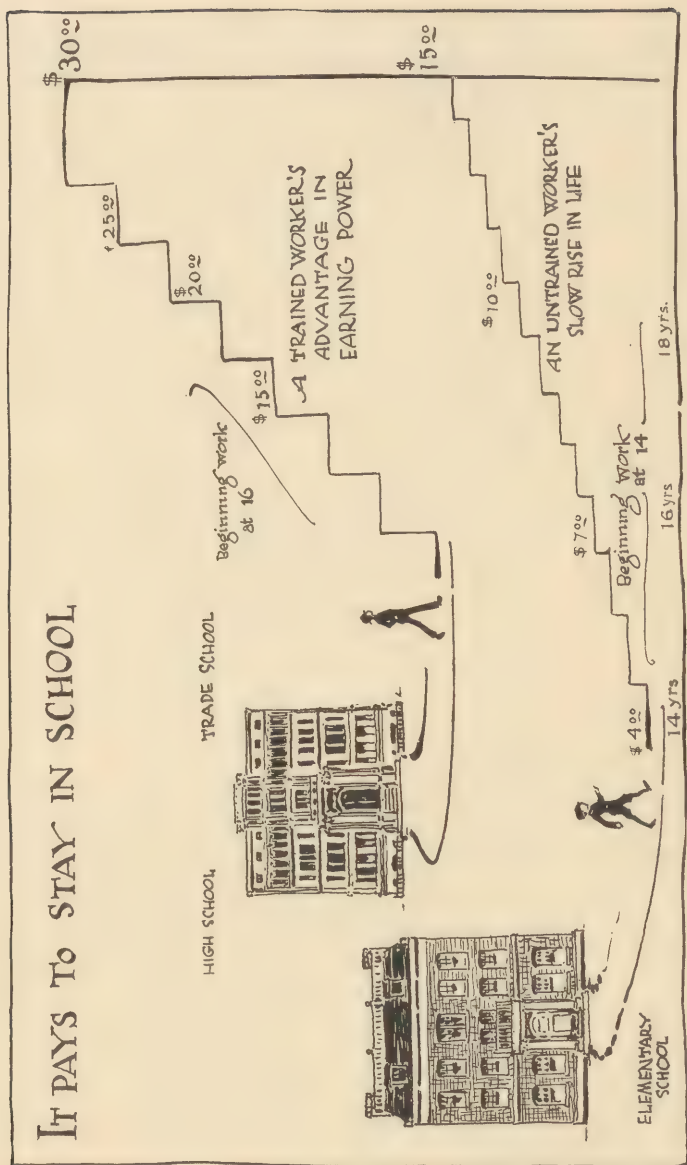 IT PAYS TO STAY IN SCHOOL
$ 30 00
$ 25 00
$ 20 00
$ 15 00
A TRAINED WORKER'S
ADVANTAGE IN
EARNING POWER
Beginning work
at 16
HIGH SCHOOL
TRADE SCHOOL
$ 15 00
$ 10 00
$ 7 00
$ 4 00
AN UNTRAINED WORKER'S
SLOW RISE IN LIFE
Beginning work
at 14
ELEMENTARY
SCHOOL
14 yrs
16 yrs
18 yrs.